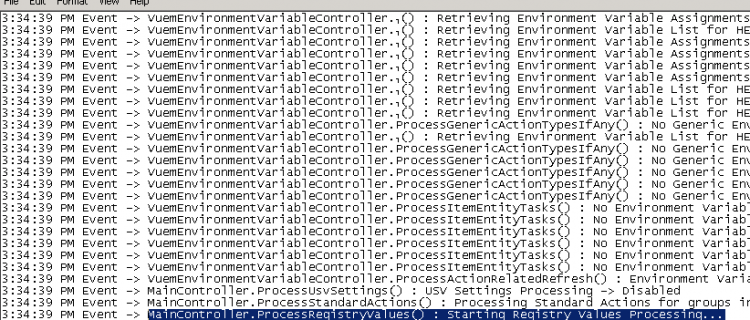 File Edit Format View Help
3:34:39 PM Event -> VuemEnvironmentVariableController.ʅ() : Retrieving Environment Variable Assignments
3:34:39 PM Event -> VuemEnvironmentVariableController.ʅ() : Retrieving Environment Variable List for HE
3:34:39 PM Event -> VuemEnvironmentVariableController.ʅ() : Retrieving Environment Variable Assignments
3:34:39 PM Event -> VuemEnvironmentVariableController.ʅ() : Retrieving Environment Variable Assignments
3:34:39 PM Event -> VuemEnvironmentVariableController.ʅ() : Retrieving Environment Variable Assignments
3:34:39 PM Event -> VuemEnvironmentVariableController.ʅ() : Retrieving Environment Variable Assignments
3:34:39 PM Event -> VuemEnvironmentVariableController.ʅ() : Retrieving Environment Variable List for HE
3:34:39 PM Event -> VuemEnvironmentVariableController.ʅ() : Retrieving Environment Variable List for HE
3:34:39 PM Event -> VuemEnvironmentVariableController.ʅ() : Retrieving Environment Variable List for HE
3:34:39 PM Event -> VuemEnvironmentVariableController.ProcessGenericActionTypesIfAny() : No Generic Env
3:34:39 PM Event -> VuemEnvironmentVariableController.ʅ() : Retrieving Environment Variable List for HE
3:34:39 PM Event -> VuemEnvironmentVariableController.ProcessGenericActionTypesIfAny() : No Generic Env
3:34:39 PM Event -> VuemEnvironmentVariableController.ProcessGenericActionTypesIfAny() : No Generic Env
3:34:39 PM Event -> VuemEnvironmentVariableController.ProcessGenericActionTypesIfAny() : No Generic Env
3:34:39 PM Event -> VuemEnvironmentVariableController.ProcessGenericActionTypesIfAny() : No Generic Env
3:34:39 PM Event -> VuemEnvironmentVariableController.ProcessGenericActionTypesIfAny() : No Generic Env
3:34:39 PM Event -> VuemEnvironmentVariableController.ProcessItemEntityTasks() : No Environment Variabl
3:34:39 PM Event -> VuemEnvironmentVariableController.ProcessItemEntityTasks() : No Environment Variabl
3:34:39 PM Event -> VuemEnvironmentVariableController.ProcessItemEntityTasks() : No Environment Variabl
3:34:39 PM Event -> VuemEnvironmentVariableController.ProcessItemEntityTasks() : No Environment Variabl
3:34:39 PM Event -> VuemEnvironmentVariableController.ProcessItemEntityTasks() : No Environment Variabl
3:34:39 PM Event -> VuemEnvironmentVariableController.ProcessItemEntityTasks() : No Environment Variabl
3:34:39 PM Event -> VuemEnvironmentVariableController.ProcessActionRelatedRefresh() : Environment Varia
3:34:39 PM Event -> MainController.ProcessUsvSettings() : USV Settings Processing -> Disabled
3:34:39 PM Event -> MainController.ProcessStandardActions() : Processing Standard Actions for groups in
3:34:39 PM Event -> MainController.ProcessRegistryValues() : Starting Registry Values Processing...